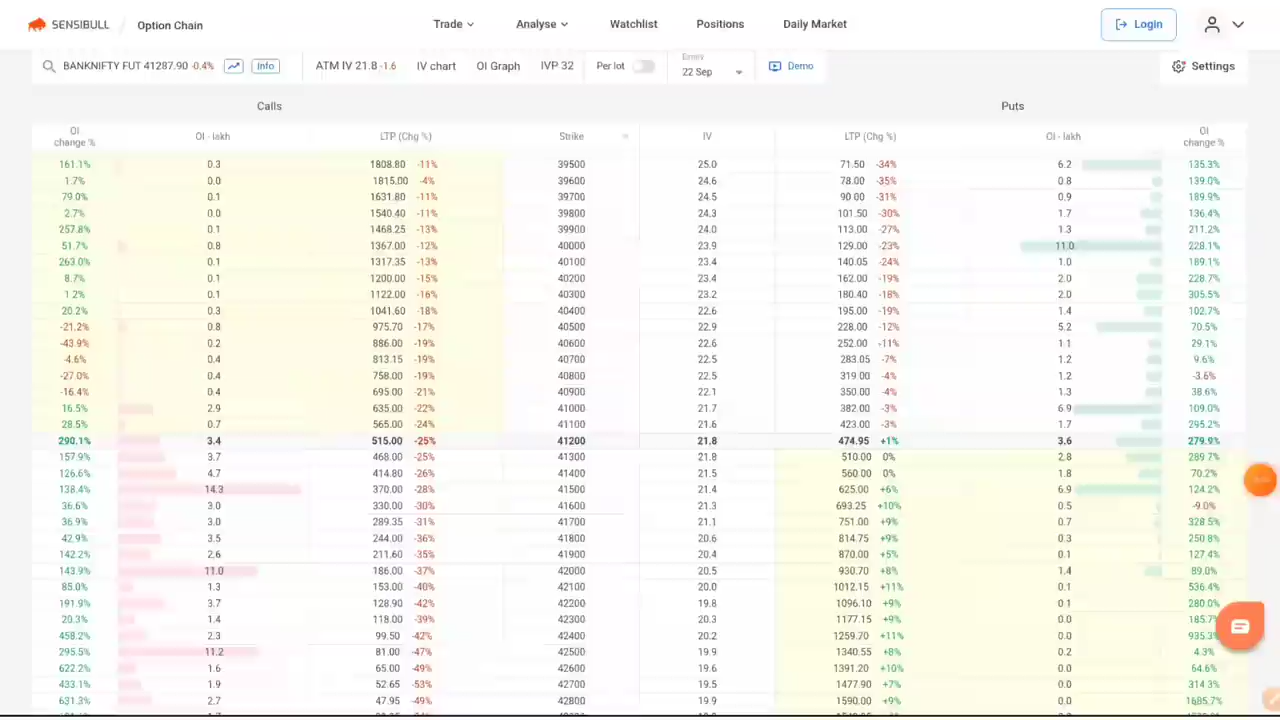 SENSIBULL / Option Chain Trade Analyse Watchlist Positions Daily Market Login
BANKNIFTY FUT 41287.90 -0.4% Info ATM IV 21.8 -1.6 IV chart OI Graph IVP 32 Per lot Expiry 22 Sep Demo Settings
Calls Puts
OI change % OI - lakh LTP (Chg %) Strike IV LTP (Chg %) OI - lakh OI change %
161.1% 0.3 1808.80 -11% 39500 25.0 71.50 -34% 6.2 135.3%
1.7% 0.0 1815.00 -4% 39600 24.6 78.00 -35% 0.8 139.0%
79.0% 0.1 1631.80 -11% 39700 24.5 90.00 -31% 0.9 189.9%
2.7% 0.0 1540.40 -11% 39800 24.3 101.50 -30% 1.7 136.4%
257.8% 0.1 1468.25 -13% 39900 24.0 113.00 -27% 1.3 211.2%
51.7% 0.8 1367.00 -12% 40000 23.9 129.00 -23% 11.0 228.1%
263.0% 0.1 1317.35 -13% 40100 23.4 140.05 -24% 1.0 189.1%
8.7% 0.1 1200.00 -15% 40200 23.4 162.00 -19% 2.0 228.7%
1.2% 0.1 1122.00 -16% 40300 23.2 180.40 -18% 2.0 305.5%
20.2% 0.3 1041.60 -18% 40400 22.6 195.00 -19% 1.4 102.7%
-21.2% 0.8 975.70 -17% 40500 22.9 228.00 -12% 5.2 70.5%
-43.9% 0.2 886.00 -19% 40600 22.6 252.00 -11% 1.1 29.1%
-4.6% 0.4 813.15 -19% 40700 22.5 283.05 -7% 1.2 9.6%
-27.0% 0.4 758.00 -19% 40800 22.5 319.00 -4% 1.2 -3.6%
-16.4% 0.4 695.00 -21% 40900 22.1 350.00 -4% 1.3 38.6%
16.5% 2.9 635.00 -22% 41000 21.7 382.00 -3% 6.9 109.0%
28.5% 0.7 565.00 -24% 41100 21.6 423.00 -3% 1.7 295.2%
290.1% 3.4 515.00 -25% 41200 21.8 474.95 +1% 3.6 279.9%
157.9% 3.7 468.00 -25% 41300 21.8 510.00 0% 2.8 289.7%
126.6% 4.7 414.80 -26% 41400 21.5 560.00 0% 1.8 70.2%
138.4% 14.3 370.00 -28% 41500 21.4 625.00 +6% 6.9 124.2%
36.6% 3.0 330.00 -30% 41600 21.3 693.25 +10% 0.5 -9.0%
36.9% 3.0 289.35 -31% 41700 21.1 751.00 +9% 0.7 328.5%
42.9% 3.5 244.00 -36% 41800 20.6 814.75 +9% 0.3 250.8%
142.2% 2.6 211.60 -35% 41900 20.4 870.00 +5% 0.1 127.4%
143.9% 11.0 186.00 -37% 42000 20.5 930.70 +8% 1.4 89.0%
85.0% 1.3 153.00 -40% 42100 20.0 1012.15 +11% 0.1 536.4%
191.9% 3.7 128.90 -42% 42200 19.8 1096.10 +9% 0.1 280.0%
20.3% 1.4 118.00 -39% 42300 20.3 1177.15 +9% 0.0 185.7%
458.2% 2.3 99.50 -42% 42400 20.2 1259.70 +11% 0.0 935.3%
295.5% 11.2 81.00 -47% 42500 19.9 1340.55 +8% 0.2 4.3%
622.2% 1.6 65.00 -49% 42600 19.6 1391.20 +10% 0.0 64.6%
433.1% 1.9 52.65 -53% 42700 19.5 1477.90 +7% 0.0 314.3%
631.3% 2.7 47.95 -49% 42800 19.9 1590.00 +9% 0.0 1685.7%